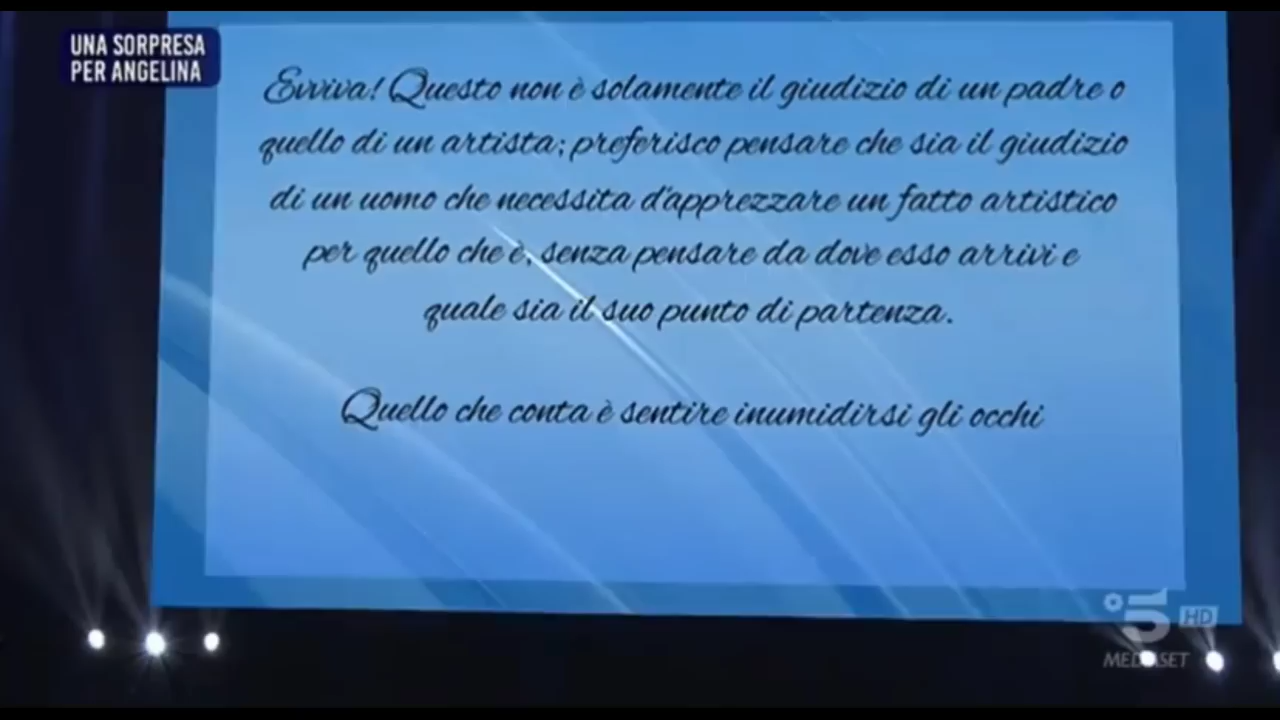 UNA SORPRESA
PER ANGELINA
Evviva! Questo non è solamente il giudizio di un padre o
quello di un artista; preferisco pensare che sia il giudizio
di un uomo che necessita d'apprezzare un fatto artistico
per quello che è, senza pensare da dove esso arrivi e
quale sia il suo punto di partenza.
Quello che conta è sentire inumidirsi gli occhi
5 HD
MEDIASET